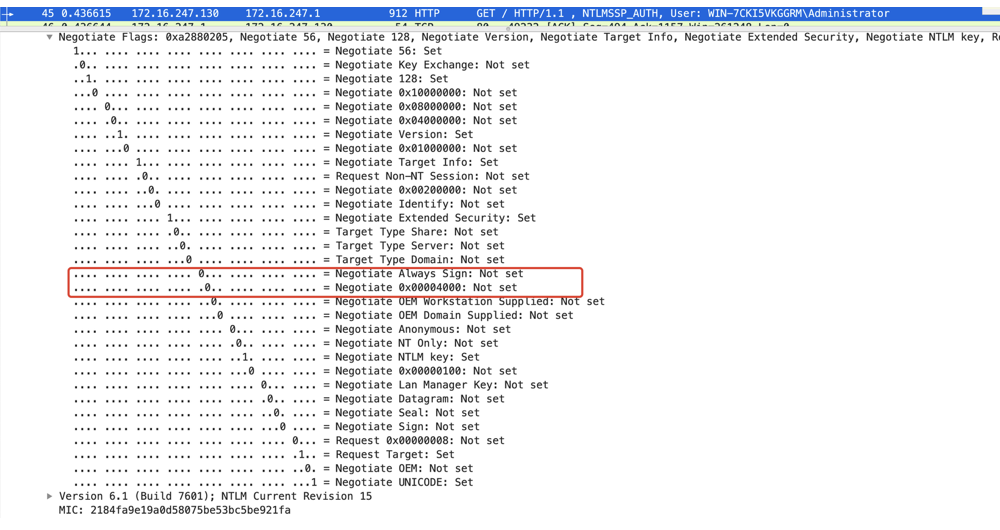 45 0.436615 172.16.247.130 172.16.247.1 912 HTTP GET / HTTP/1.1 , NTLMSSP_AUTH, User: WIN-7CKI5VKGGRM\Administrator
Negotiate Flags: 0xa2880205, Negotiate 56, Negotiate 128, Negotiate Version, Negotiate Target Info, Negotiate Extended Security, Negotiate NTLM key, Re
1... .... .... .... .... .... .... .... = Negotiate 56: Set
.0.. .... .... .... .... .... .... .... = Negotiate Key Exchange: Not set
..1. .... .... .... .... .... .... .... = Negotiate 128: Set
...0 .... .... .... .... .... .... .... = Negotiate 0x10000000: Not set
.... 0... .... .... .... .... .... .... = Negotiate 0x08000000: Not set
.... .0.. .... .... .... .... .... .... = Negotiate 0x04000000: Not set
.... ..1. .... .... .... .... .... .... = Negotiate Version: Set
.... ...0 .... .... .... .... .... .... = Negotiate 0x01000000: Not set
.... .... 1... .... .... .... .... .... = Negotiate Target Info: Set
.... .... .0.. .... .... .... .... .... = Request Non-NT Session: Not set
.... .... ..0. .... .... .... .... .... = Negotiate 0x00200000: Not set
.... .... ...0 .... .... .... .... .... = Negotiate Identify: Not set
.... .... .... 1... .... .... .... .... = Negotiate Extended Security: Set
.... .... .... .0.. .... .... .... .... = Target Type Share: Not set
.... .... .... ..0. .... .... .... .... = Target Type Server: Not set
.... .... .... ...0 .... .... .... .... = Target Type Domain: Not set
.... .... .... .... 0... .... .... .... = Negotiate Always Sign: Not set
.... .... .... .... .0.. .... .... .... = Negotiate 0x00004000: Not set
.... .... .... .... ..0. .... .... .... = Negotiate OEM Workstation Supplied: Not set
.... .... .... .... ...0 .... .... .... = Negotiate OEM Domain Supplied: Not set
.... .... .... .... .... 0... .... .... = Negotiate Anonymous: Not set
.... .... .... .... .... .0.. .... .... = Negotiate NT Only: Not set
.... .... .... .... .... ..1. .... .... = Negotiate NTLM key: Set
.... .... .... .... .... ...0 .... .... = Negotiate 0x00000100: Not set
.... .... .... .... .... .... 0... .... = Negotiate Lan Manager Key: Not set
.... .... .... .... .... .... .0.. .... = Negotiate Datagram: Not set
.... .... .... .... .... .... ..0. .... = Negotiate Seal: Not set
.... .... .... .... .... .... ...0 .... = Negotiate Sign: Not set
.... .... .... .... .... .... .... 0... = Request 0x00000008: Not set
.... .... .... .... .... .... .... .1.. = Request Target: Set
.... .... .... .... .... .... .... ..0. = Negotiate OEM: Not set
.... .... .... .... .... .... .... ...1 = Negotiate UNICODE: Set
Version 6.1 (Build 7601); NTLM Current Revision 15
MIC: 2184fa9e19a0d58075be53bc5be921fa